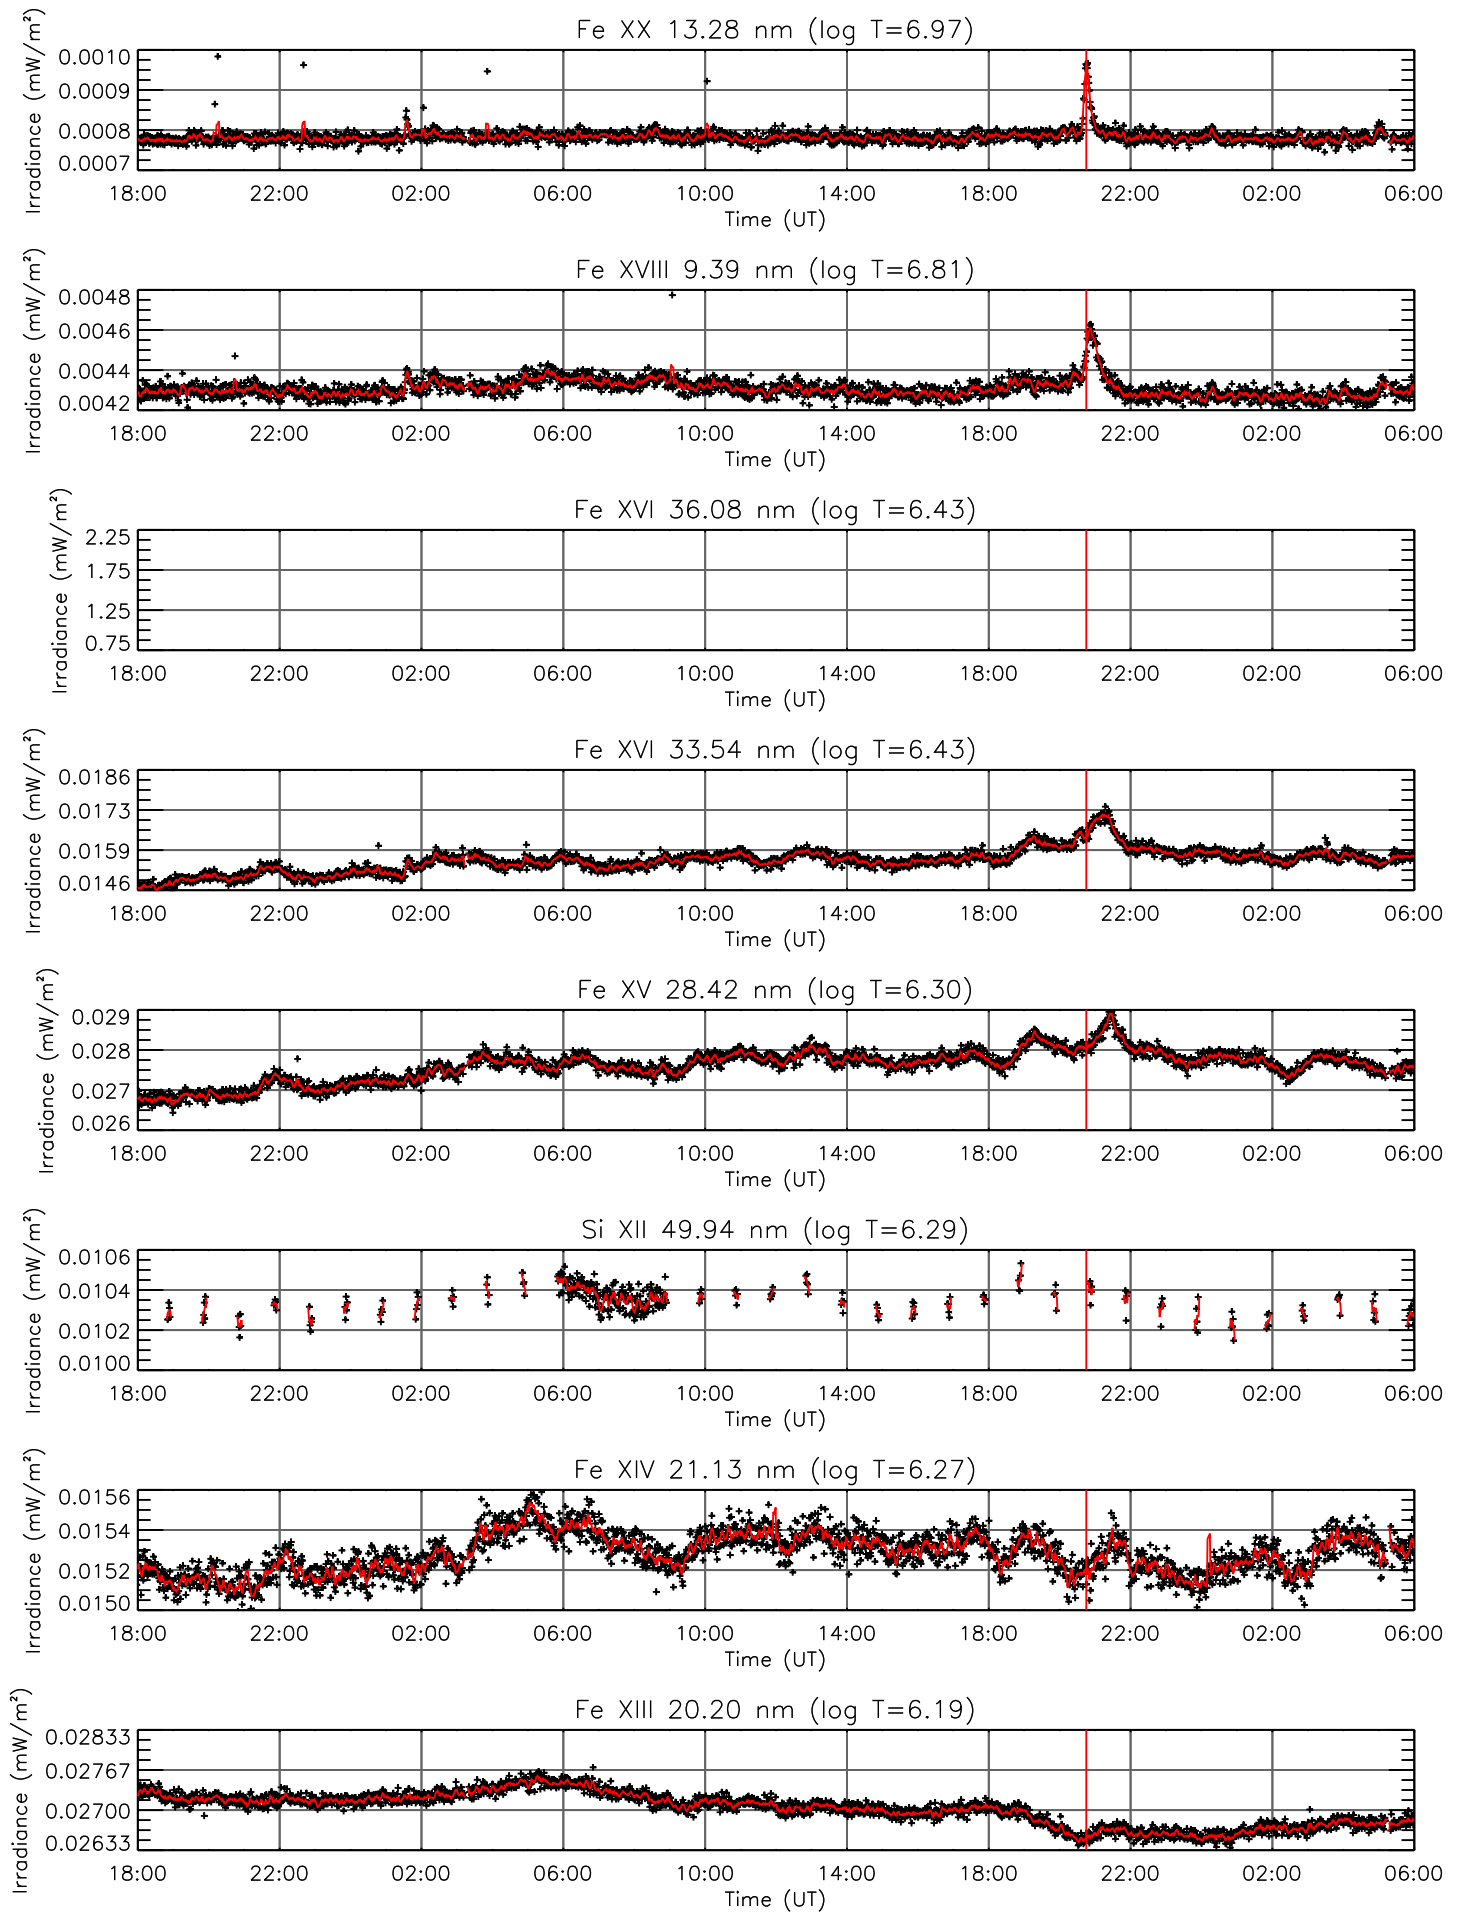 Fe XX 13.28 nm (log T=6.97)
Irradiance (mW/m²)
0.0010
0.0009
0.0008
0.0007
18:00 22:00 02:00 06:00 10:00 14:00 18:00 22:00 02:00 06:00
Time (UT)
Fe XVIII 9.39 nm (log T=6.81)
Irradiance (mW/m²)
0.0048
0.0046
0.0044
0.0042
18:00 22:00 02:00 06:00 10:00 14:00 18:00 22:00 02:00 06:00
Time (UT)
Fe XVI 36.08 nm (log T=6.43)
Irradiance (mW/m²)
2.25
1.75
1.25
0.75
18:00 22:00 02:00 06:00 10:00 14:00 18:00 22:00 02:00 06:00
Time (UT)
Fe XVI 33.54 nm (log T=6.43)
Irradiance (mW/m²)
0.0186
0.0173
0.0159
0.0146
18:00 22:00 02:00 06:00 10:00 14:00 18:00 22:00 02:00 06:00
Time (UT)
Fe XV 28.42 nm (log T=6.30)
Irradiance (mW/m²)
0.029
0.028
0.027
0.026
18:00 22:00 02:00 06:00 10:00 14:00 18:00 22:00 02:00 06:00
Time (UT)
Si XII 49.94 nm (log T=6.29)
Irradiance (mW/m²)
0.0106
0.0104
0.0102
0.0100
18:00 22:00 02:00 06:00 10:00 14:00 18:00 22:00 02:00 06:00
Time (UT)
Fe XIV 21.13 nm (log T=6.27)
Irradiance (mW/m²)
0.0156
0.0154
0.0152
0.0150
18:00 22:00 02:00 06:00 10:00 14:00 18:00 22:00 02:00 06:00
Time (UT)
Fe XIII 20.20 nm (log T=6.19)
Irradiance (mW/m²)
0.02833
0.02767
0.02700
0.02633
18:00 22:00 02:00 06:00 10:00 14:00 18:00 22:00 02:00 06:00
Time (UT)